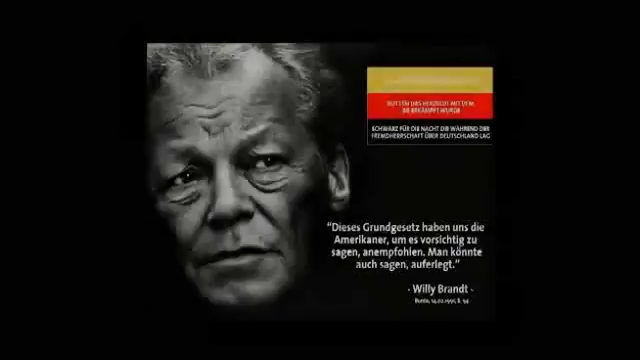 ROT FÜR DAS HERZBLUT MIT DEM
ES ERKÄMPFT WURDE
SCHWARZ FÜR DIE NACHT DIE WÄHREND DER
FREMDHERRSCHAFT ÜBER DEUTSCHLAND LAG
"Dieses Grundgesetz haben uns die
Amerikaner, um es vorsichtig zu
sagen, anempfohlen. Man könnte
auch sagen, auferlegt."
- Willy Brandt -